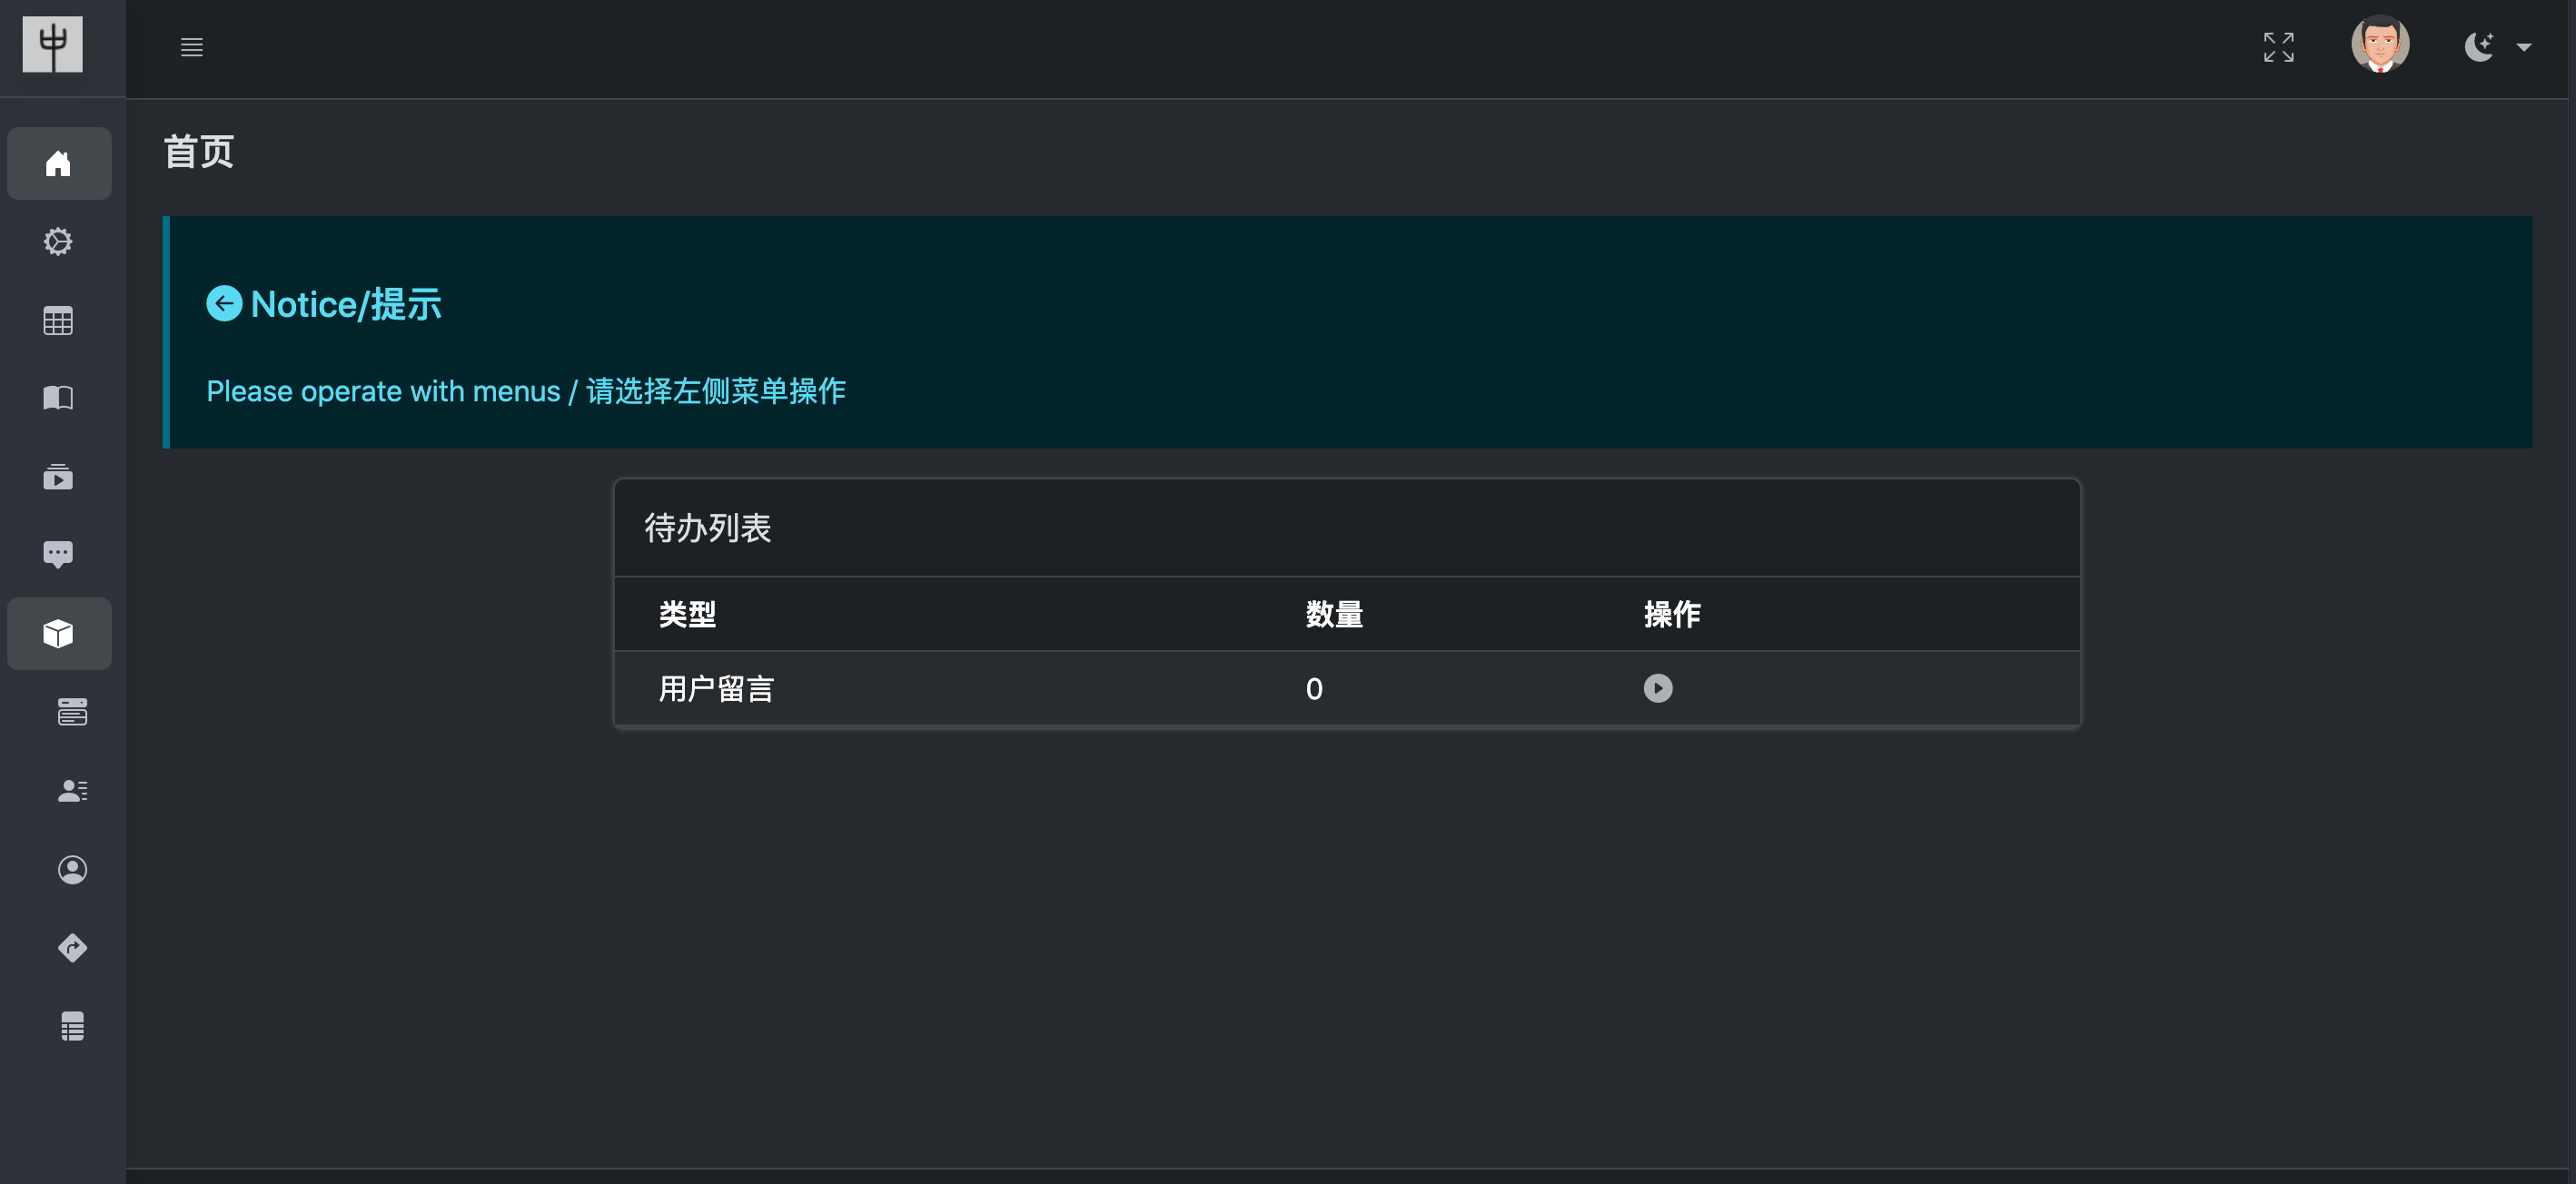 首页
Notice/提示
Please operate with menus / 请选择左侧菜单操作
待办列表
类型 数量 操作
用户留言 0